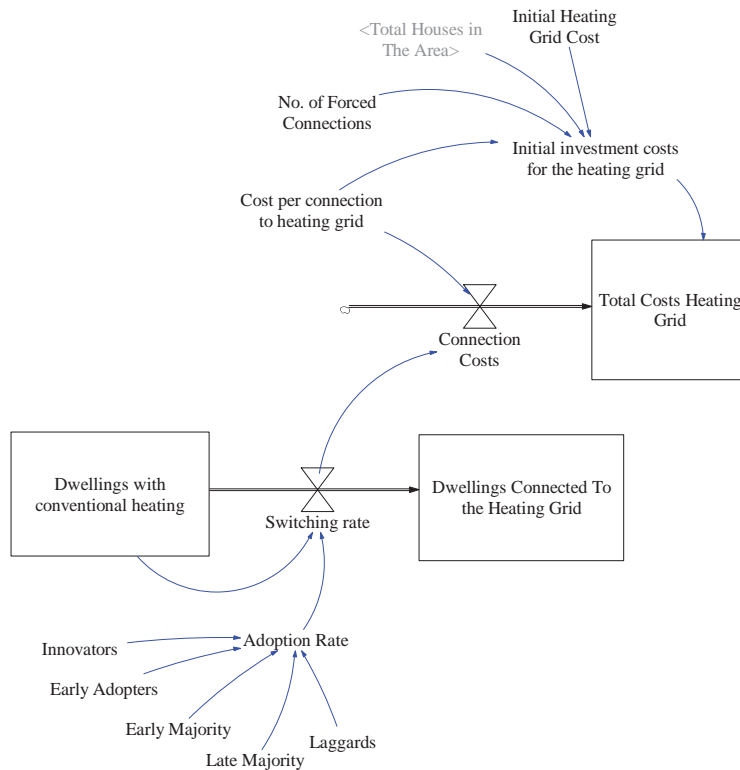 <Total Houses in
The Area>
Initial Heating
Grid Cost
No. of Forced
Connections
Initial investment costs
for the heating grid
Cost per connection
to heating grid
Total Costs Heating
Grid
Connection
Costs
Dwellings with
conventional heating
Dwellings Connected To
the Heating Grid
Switching rate
Adoption Rate
Innovators
Early Adopters
Early Majority
Late Majority
Laggards